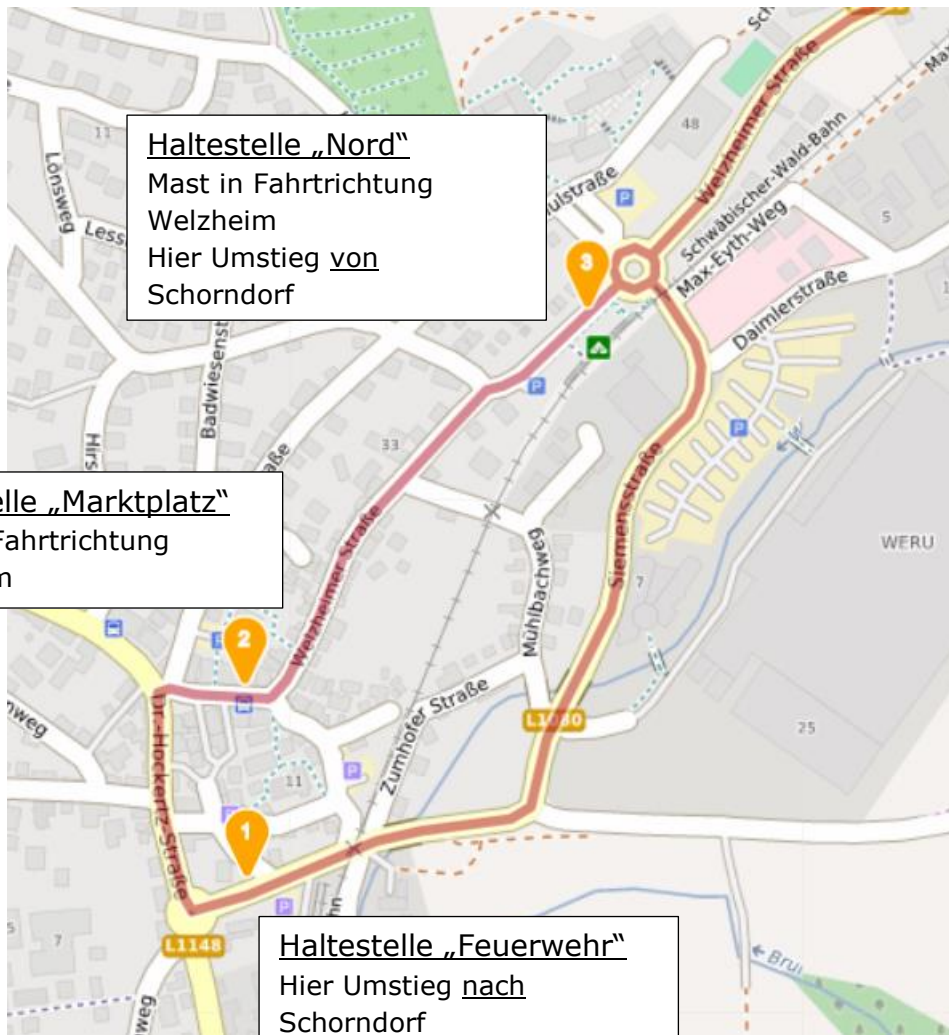 Welzheimer Straße
48
11
Lönsweg
Haltestelle „Nord“
Mast in Fahrtrichtung
Welzheim
Hier Umstieg von
Schorndorf
P
Schwäbischer-Wald-Bahn
Max-Eyth-Weg
5
3
Daimlerstraße
P
P
33
WERU
Siemensstraße
7
Welzheimer Straße
Mühlbachweg
„Marktplatz“
Fahrtrichtung
2
Zumhofer Straße
L1080
25
Dr.-Hockertz-Straße
P
11
1
P
L1148
7
Haltestelle „Feuerwehr“
Hier Umstieg nach
Schorndorf